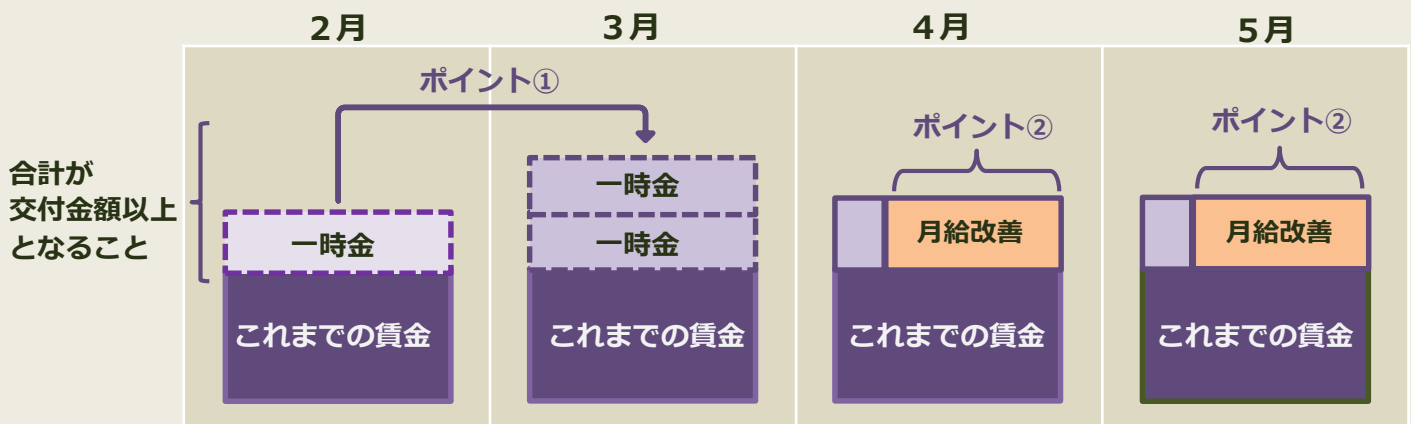 ２月
３月
４月
５月
ポイント①
ポイント②
ポイント②
合計が
交付金額以上
となること
一時金
一時金
一時金
月給改善
月給改善
これまでの賃金
これまでの賃金
これまでの賃金
これまでの賃金